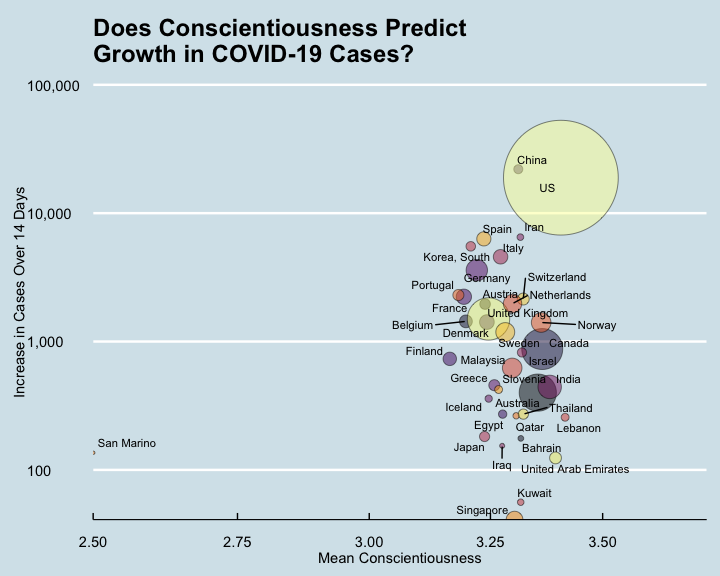 Does Conscientiousness Predict
Growth in COVID-19 Cases?
100,000
China
US
10,000
Spain
Iran
Korea, South
Italy
Germany
Switzerland
Portugal
Austria
Netherlands
France
United Kingdom
Belgium
Denmark
Norway
1,000
Sweden
Canada
Finland
Malaysia
Israel
Greece
Slovenia
India
Iceland
Australia
Thailand
Egypt
Qatar
Lebanon
San Marino
Japan
Bahrain
Iraq
100
United Arab Emirates
Kuwait
Singapore
Increase in Cases Over 14 Days
2.50
2.75
3.00
3.25
3.50
Mean Conscientiousness